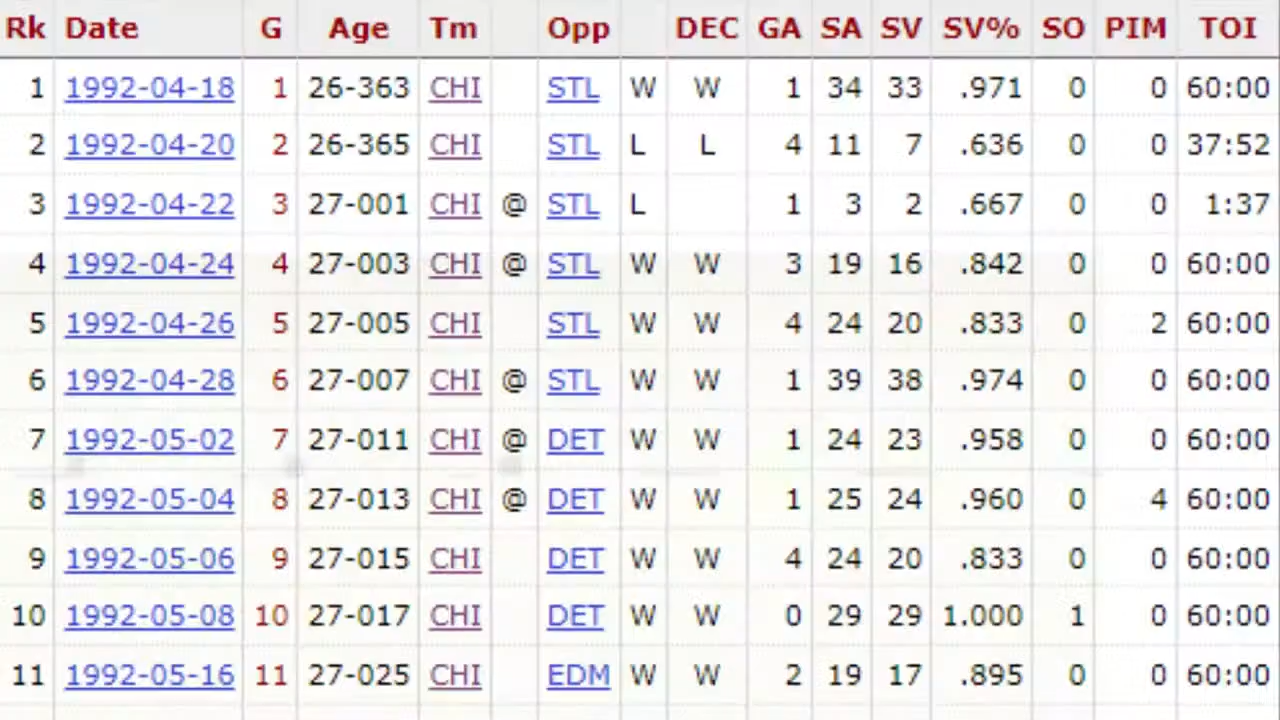 Rk Date G Age Tm Opp DEC GA SA SV SV% SO PIM TOI
1 1992-04-18 1 26-363 CHI STL W W 1 34 33 .971 0 0 60:00
2 1992-04-20 2 26-365 CHI STL L L 4 11 7 .636 0 0 37:52
3 1992-04-22 3 27-001 CHI @ STL L 1 3 2 .667 0 0 1:37
4 1992-04-24 4 27-003 CHI @ STL W W 3 19 16 .842 0 0 60:00
5 1992-04-26 5 27-005 CHI STL W W 4 24 20 .833 0 2 60:00
6 1992-04-28 6 27-007 CHI @ STL W W 1 39 38 .974 0 0 60:00
7 1992-05-02 7 27-011 CHI @ DET W W 1 24 23 .958 0 0 60:00
8 1992-05-04 8 27-013 CHI @ DET W W 1 25 24 .960 0 4 60:00
9 1992-05-06 9 27-015 CHI DET W W 4 24 20 .833 0 0 60:00
10 1992-05-08 10 27-017 CHI DET W W 0 29 29 1.000 1 0 60:00
11 1992-05-16 11 27-025 CHI EDM W W 2 19 17 .895 0 0 60:00